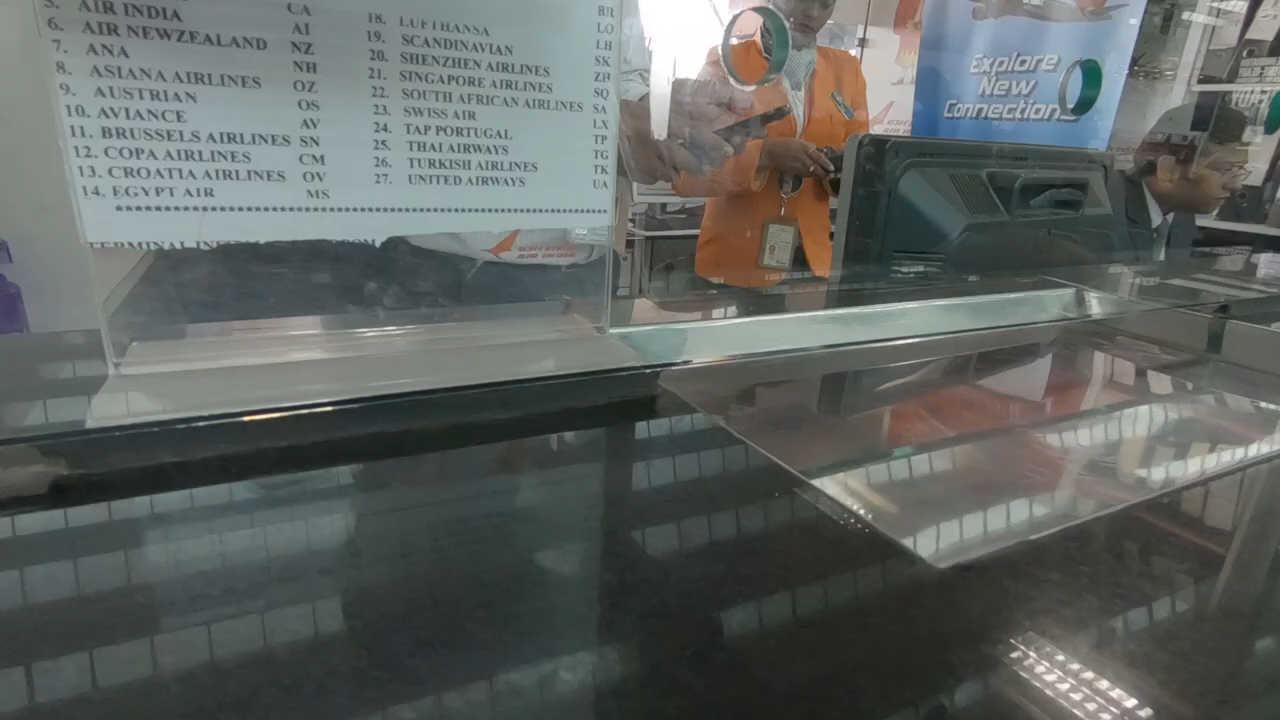 5. AIR INDIA
CA
6. AIR NEWZEALAND AI
7. ANA NZ
8. ASIANA AIRLINES NH
9. AUSTRIAN OZ
10. AVIANCE OS
11. BRUSSELS AIRLINES AV
12. COPA AIRLINES SN
13. CROATIA AIRLINES CM
14. EGYPT AIR OV
MS
18. LUFTHANSA BR
19. SCANDINAVIAN LO
20. SHENZHEN AIRLINES LH
21. SINGAPORE AIRLINES SK
22. SOUTH AFRICAN AIRLINES ZH
23. SWISS AIR SQ
24. TAP PORTUGAL SA
25. THAI AIRWAYS LX
26. TURKISH AIRLINES TP
27. UNITED AIRWAYS TG
TK
UA
*****************************************************************
AIR INDIA
Explore
New
Connection